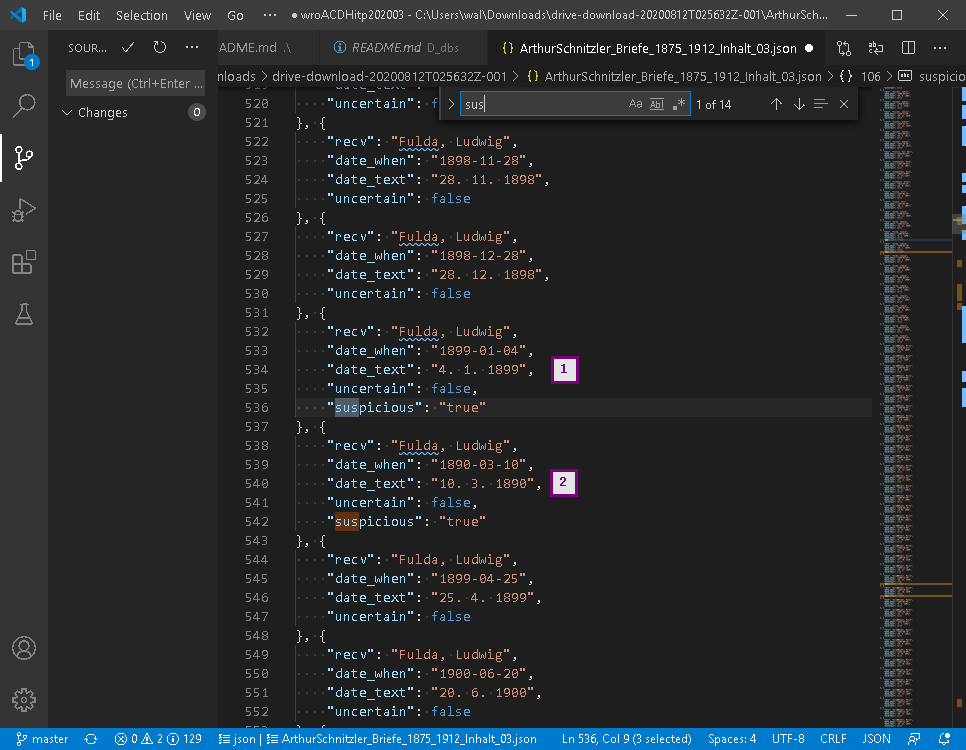 File Edit Selection View Go ··· ● wroACDHitp202003 - C:\Users\wal\Downloads\drive-download-20200812T025632Z-001\ArthurSch...
SOUR... ADME.md .\ README.md D_dbs {} ArthurSchnitzler_Briefe_1875_1912_Inhalt_03.json ●
1
Message (Ctrl+Enter ... nloads > drive-download-20200812T025632Z-001 > {} ArthurSchnitzler_Briefe_1875_1912_Inhalt_03.json > {} 106 > abc suspicio
Changes 0
sus Aa Ab .* 1 of 14
520 "uncertain": f
521 }, {
522 "recv": "Fulda, Ludwig",
523 "date_when": "1898-11-28",
524 "date_text": "28. 11. 1898",
525 "uncertain": false
526 }, {
527 "recv": "Fulda, Ludwig",
528 "date_when": "1898-12-28",
529 "date_text": "28. 12. 1898",
530 "uncertain": false
531 }, {
532 "recv": "Fulda, Ludwig",
533 "date_when": "1899-01-04",
534 "date_text": "4. 1. 1899", 1
535 "uncertain": false,
536 "suspicious": "true"
537 }, {
538 "recv": "Fulda, Ludwig",
539 "date_when": "1890-03-10",
540 "date_text": "10. 3. 1890", 2
541 "uncertain": false,
542 "suspicious": "true"
543 }, {
544 "recv": "Fulda, Ludwig",
545 "date_when": "1899-04-25",
546 "date_text": "25. 4. 1899",
547 "uncertain": false
548 }, {
549 "recv": "Fulda, Ludwig",
550 "date_when": "1900-06-20",
551 "date_text": "20. 6. 1900",
552 "uncertain": false
master 0 2 129 json | ArthurSchnitzler_Briefe_1875_1912_Inhalt_03.json Ln 536, Col 9 (3 selected) Spaces: 4 UTF-8 CRLF JSON